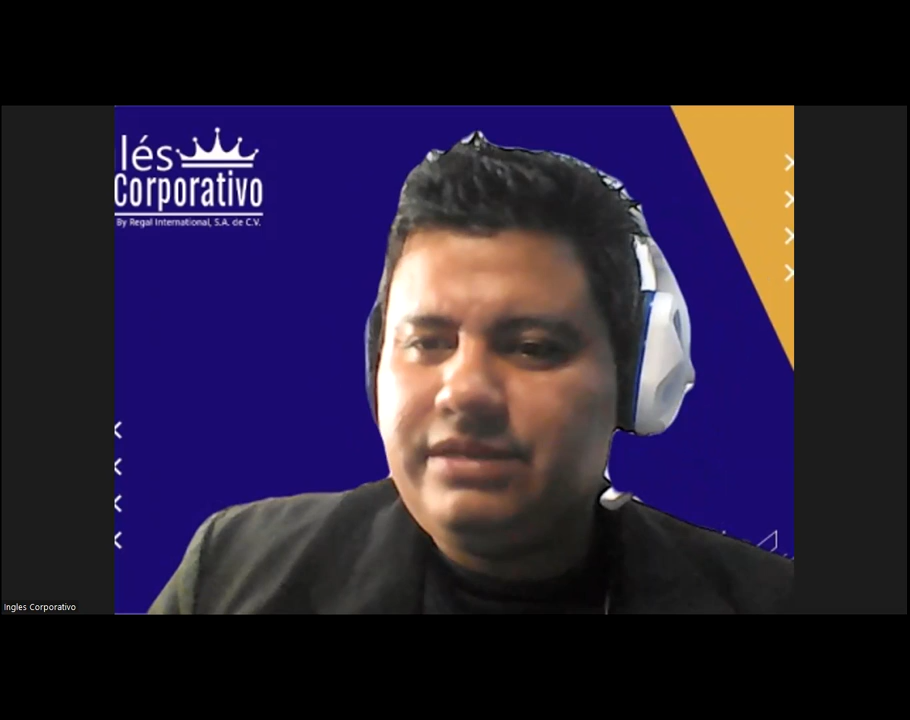 lés
Corporativo
By Regal International, S.A. de C.V.
Ingles Corporativo